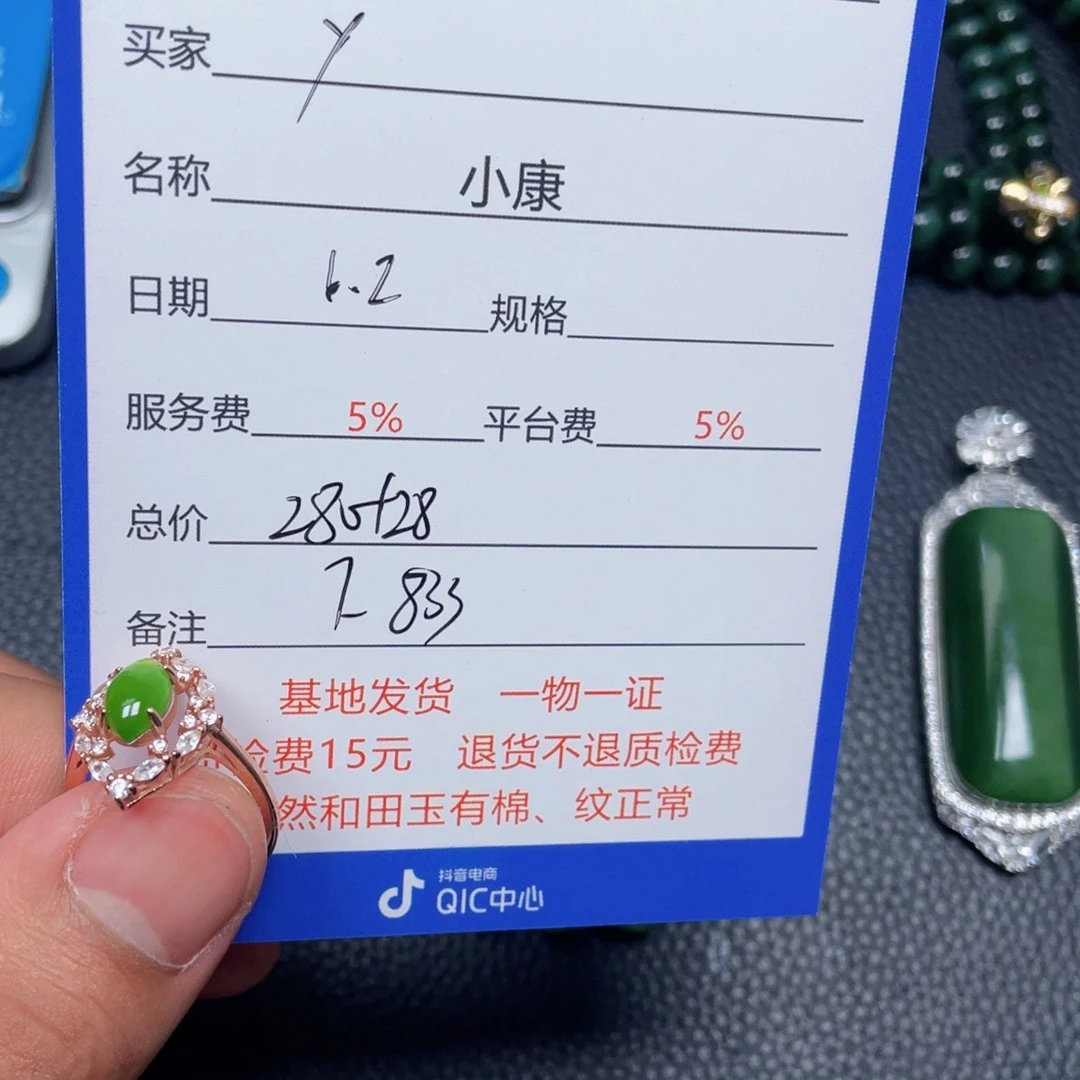 买家 y
名称 小康
日期 6.2 规格
服务费 5% 平台费 5%
总价 280+28
备注 833
基地发货 一物一证
检费15元 退货不退质检费
然和田玉有棉、纹正常
抖音电商
QIC中心